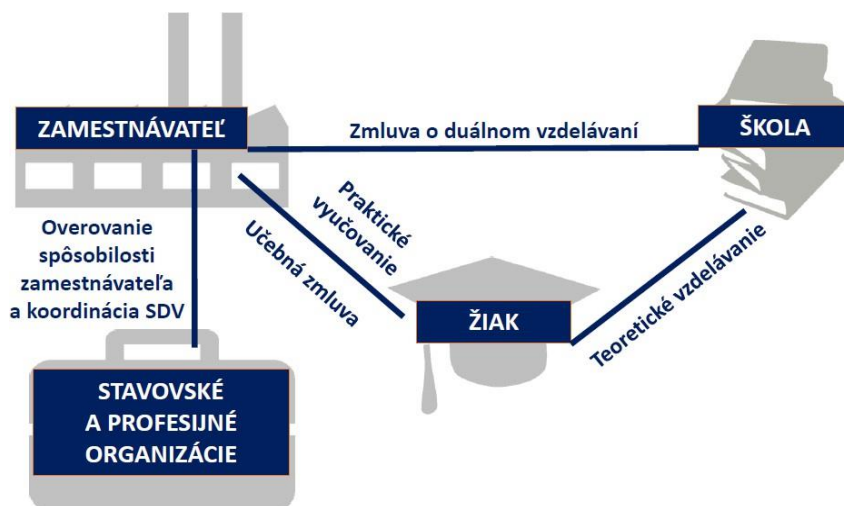 ZAMESTNÁVATEĽ
Zmluva o duálnom vzdelávaní
ŠKOLA
Overovanie
spôsobilosti
zamestnávateľa
a koordinácia SDV
Praktické
vyučovanie
Učebná zmluva
ŽIAK
Teoretické vzdelávanie
STAVOVSKÉ
A PROFESIJNÉ
ORGANIZÁCIE